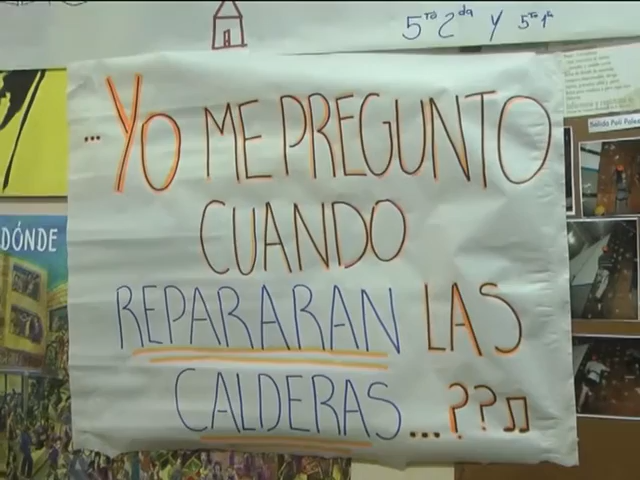 5to 2da Y 5to 1a
...YO ME PREGUNTO
CUANDO
REPARARAN LAS
CALDERAS...??♫
DÓNDE